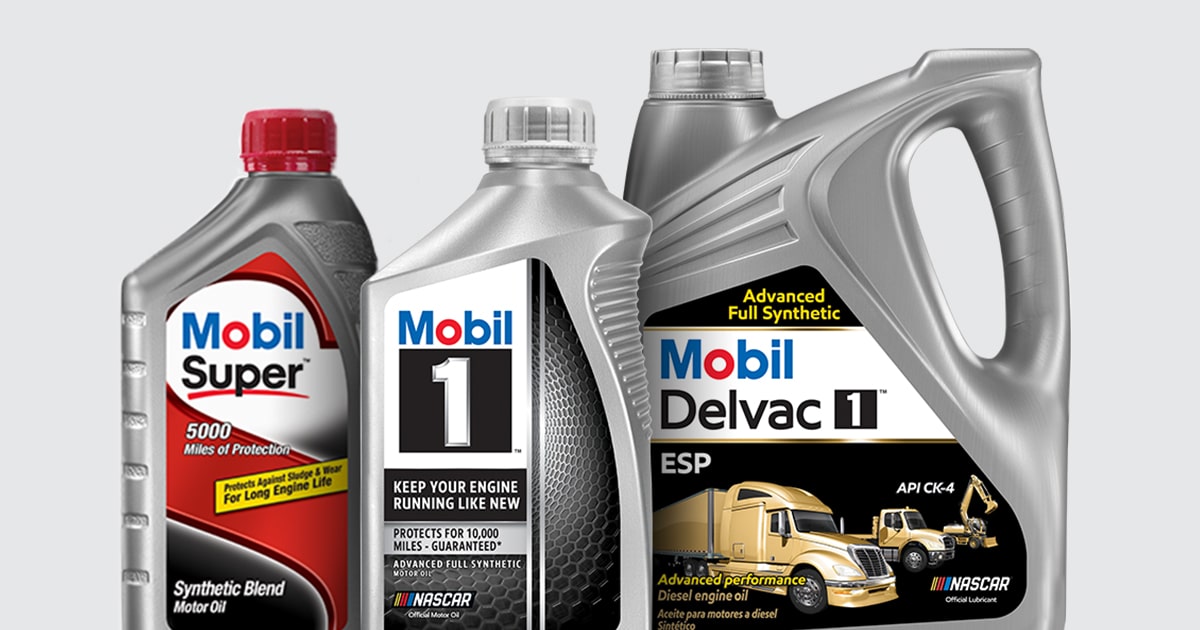 Mobil
Super™
5000
Miles of Protection
Protects Against Sludge & Wear
For Long Engine Life
Synthetic Blend
Motor Oil
Mobil
1™
KEEP YOUR ENGINE
RUNNING LIKE NEW
PROTECTS FOR 10,000
MILES - GUARANTEED*
ADVANCED FULL SYNTHETIC
MOTOR OIL
NASCAR
Official Motor Oil
Advanced
Full Synthetic
Mobil
Delvac 1™
ESP
API CK-4
Advanced performance
Diesel engine oil
Aceite para motores a diesel
Sintético
NASCAR
Official Lubricant